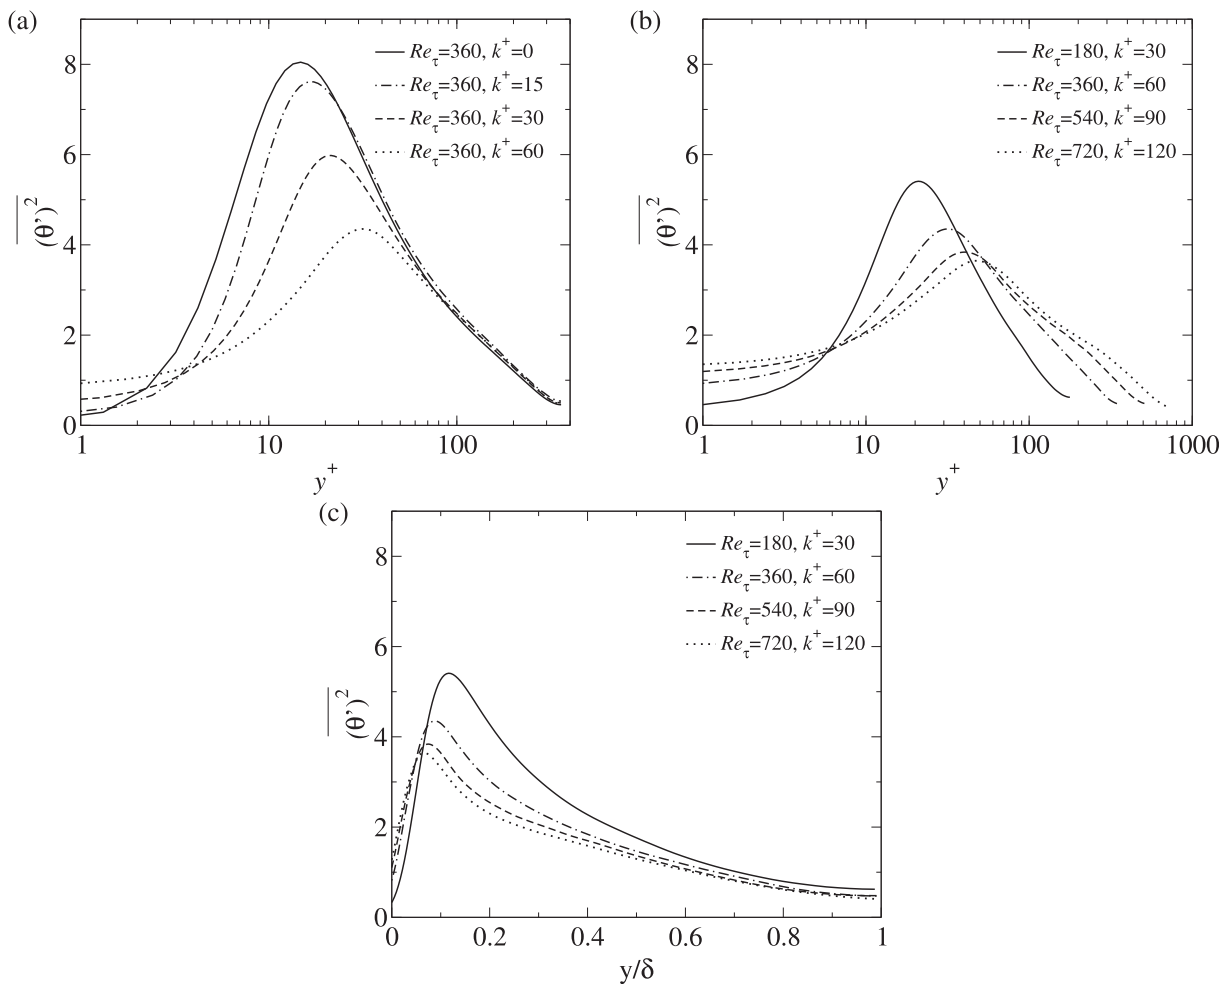 (a)
Re_τ=360, k^+=0
Re_τ=360, k^+=15
Re_τ=360, k^+=30
Re_τ=360, k^+=60
8
6
4
2
0
(θ’)^2
1 10 100
y^+
(b)
Re_τ=180, k^+=30
Re_τ=360, k^+=60
Re_τ=540, k^+=90
Re_τ=720, k^+=120
8
6
4
2
0
(θ’)^2
1 10 100 1000
y^+
(c)
Re_τ=180, k^+=30
Re_τ=360, k^+=60
Re_τ=540, k^+=90
Re_τ=720, k^+=120
8
6
4
2
0
(θ’)^2
0 0.2 0.4 0.6 0.8 1
y/δ